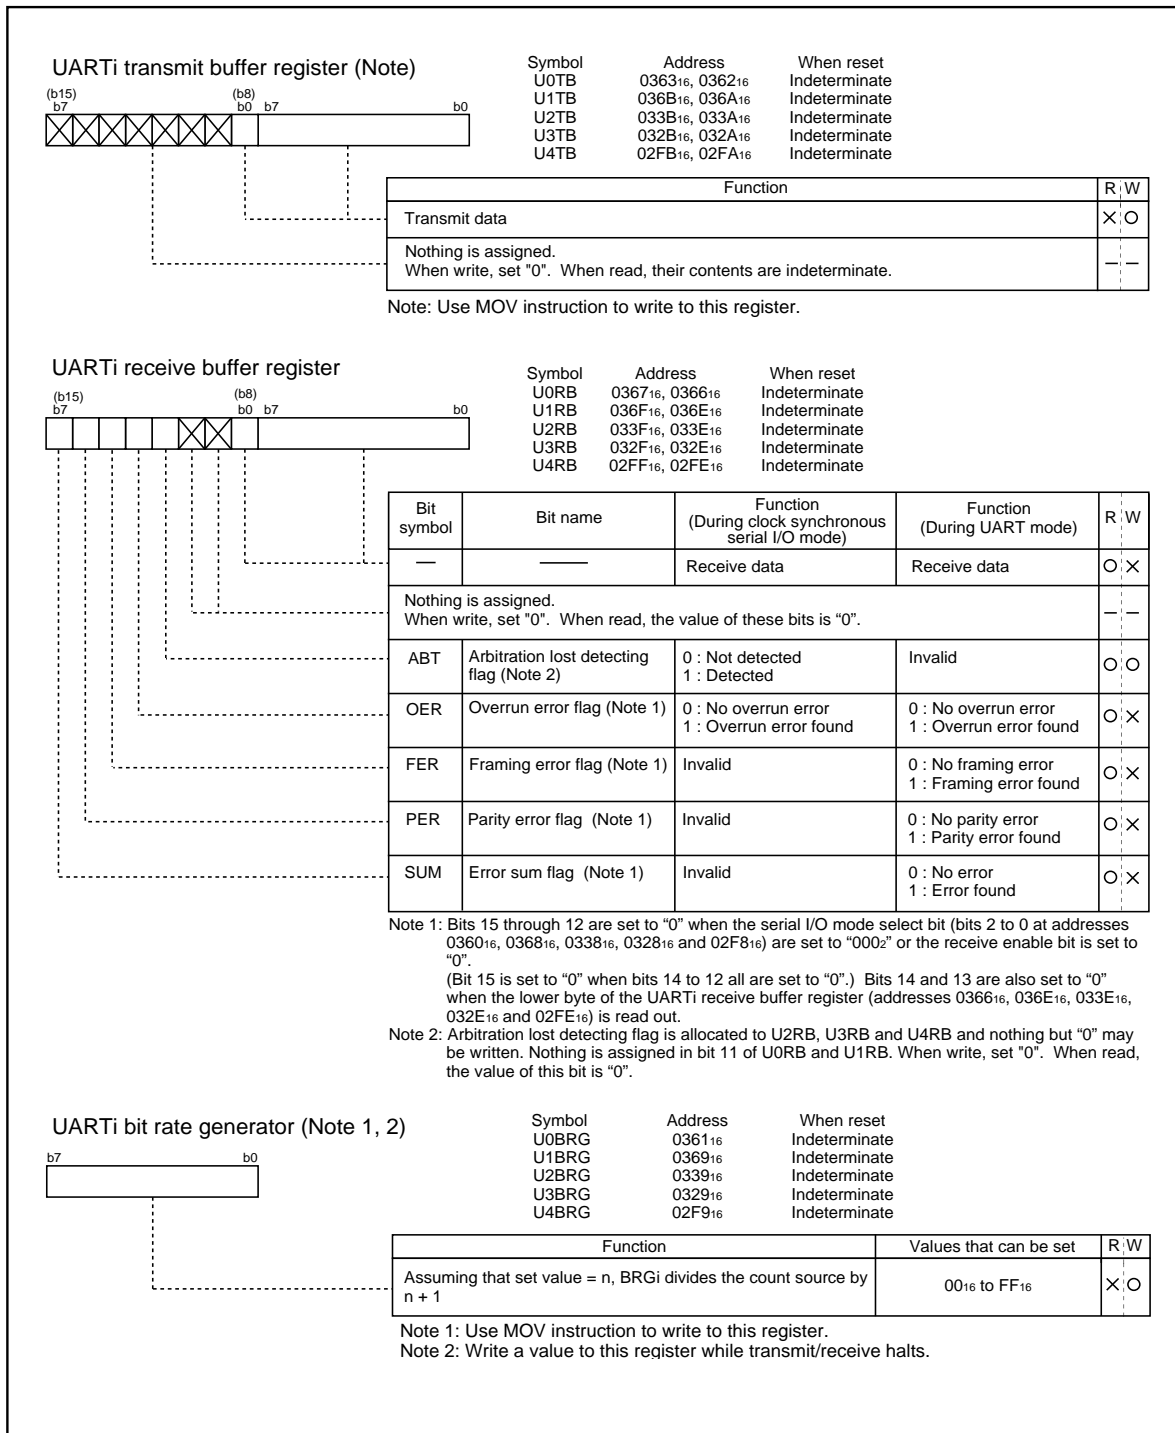 UARTi transmit buffer register (Note)
Symbol Address When reset
U0TB 0363₁₆, 0362₁₆ Indeterminate
U1TB 036B₁₆, 036A₁₆ Indeterminate
U2TB 033B₁₆, 033A₁₆ Indeterminate
U3TB 032B₁₆, 032A₁₆ Indeterminate
U4TB 02FB₁₆, 02FA₁₆ Indeterminate
(b15) (b8)
b7 b0 b7 b0
Function R W
Transmit data X O
Nothing is assigned.
When write, set "0". When read, their contents are indeterminate. – –
Note: Use MOV instruction to write to this register.
UARTi receive buffer register
Symbol Address When reset
U0RB 0367₁₆, 0366₁₆ Indeterminate
U1RB 036F₁₆, 036E₁₆ Indeterminate
U2RB 033F₁₆, 033E₁₆ Indeterminate
U3RB 032F₁₆, 032E₁₆ Indeterminate
U4RB 02FF₁₆, 02FE₁₆ Indeterminate
(b15) (b8)
b7 b0 b7 b0
Bit symbol Bit name Function (During clock synchronous serial I/O mode) Function (During UART mode) R W
— — Receive data Receive data O X
Nothing is assigned.
When write, set "0". When read, the value of these bits is “0”. – –
ABT Arbitration lost detecting flag (Note 2) 0 : Not detected 1 : Detected Invalid O O
OER Overrun error flag (Note 1) 0 : No overrun error 1 : Overrun error found 0 : No overrun error 1 : Overrun error found O X
FER Framing error flag (Note 1) Invalid 0 : No framing error 1 : Framing error found O X
PER Parity error flag (Note 1) Invalid 0 : No parity error 1 : Parity error found O X
SUM Error sum flag (Note 1) Invalid 0 : No error 1 : Error found O X
Note 1: Bits 15 through 12 are set to “0” when the serial I/O mode select bit (bits 2 to 0 at addresses
0360₁₆, 0368₁₆, 0338₁₆, 0328₁₆ and 02F8₁₆) are set to “000₂” or the receive enable bit is set to
“0”.
(Bit 15 is set to “0” when bits 14 to 12 all are set to “0”.) Bits 14 and 13 are also set to “0”
when the lower byte of the UARTi receive buffer register (addresses 0366₁₆, 036E₁₆, 033E₁₆,
032E₁₆ and 02FE₁₆) is read out.
Note 2: Arbitration lost detecting flag is allocated to U2RB, U3RB and U4RB and nothing but “0” may
be written. Nothing is assigned in bit 11 of U0RB and U1RB. When write, set "0". When read,
the value of this bit is “0”.
UARTi bit rate generator (Note 1, 2)
Symbol Address When reset
U0BRG 0361₁₆ Indeterminate
U1BRG 0369₁₆ Indeterminate
U2BRG 0339₁₆ Indeterminate
U3BRG 0329₁₆ Indeterminate
U4BRG 02F9₁₆ Indeterminate
b7 b0
Function Values that can be set R W
Assuming that set value = n, BRGi divides the count source by
n + 1 00₁₆ to FF₁₆ X O
Note 1: Use MOV instruction to write to this register.
Note 2: Write a value to this register while transmit/receive halts.